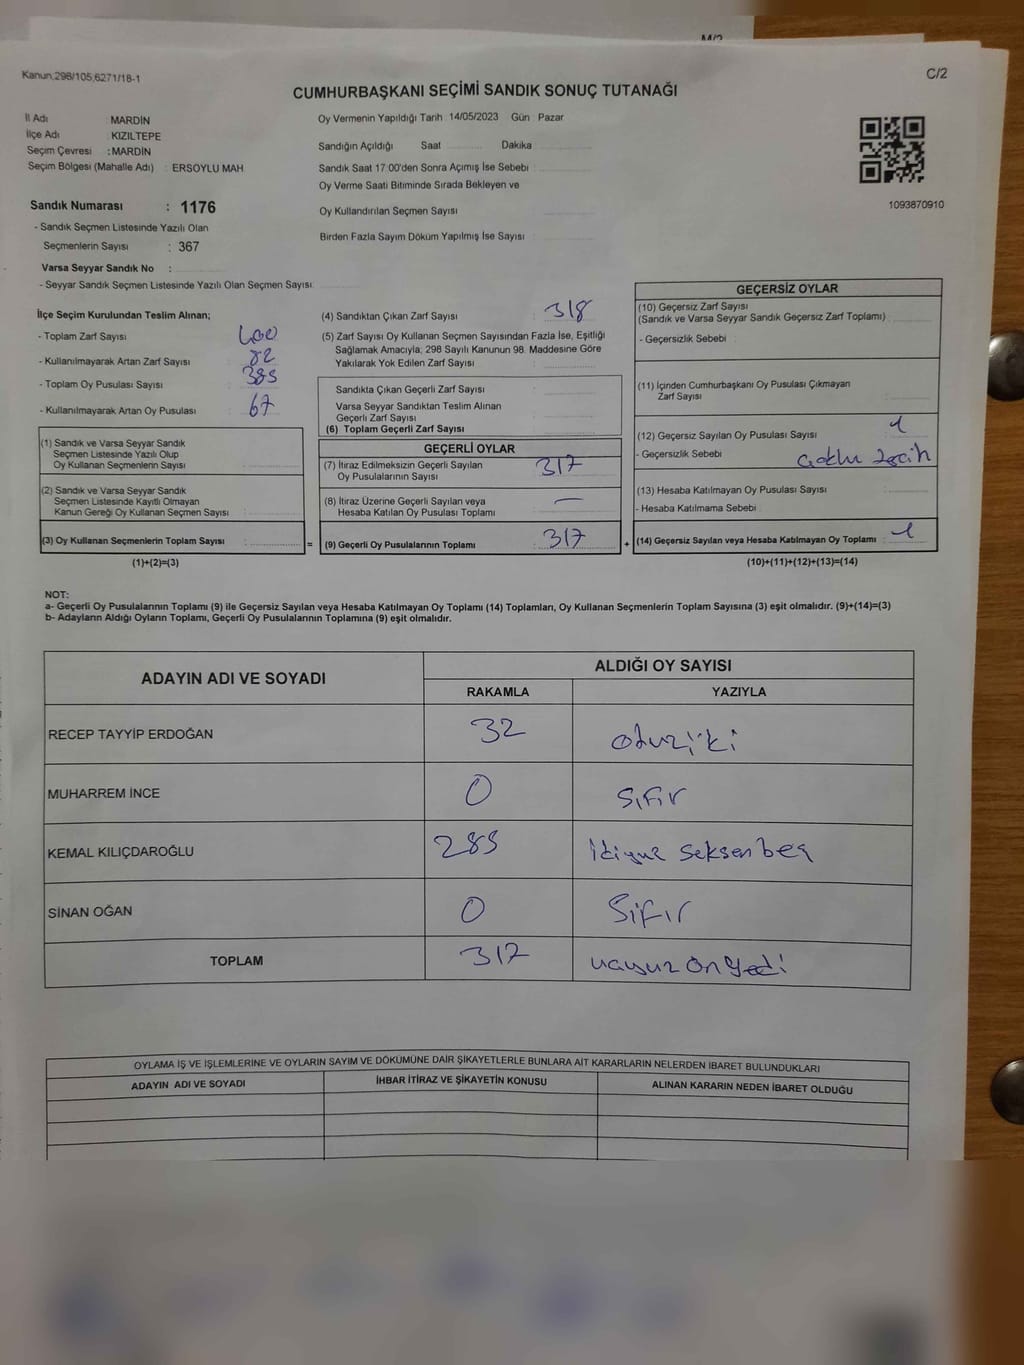 M/2
Kanun,298/105,6271/18-1
C/2
CUMHURBAŞKANI SEÇİMİ SANDIK SONUÇ TUTANAĞI
İl Adı : MARDİN
İlçe Adı : KIZILTEPE
Seçim Çevresi : MARDİN
Seçim Bölgesi (Mahalle Adı) : ERSOYLU MAH
Sandık Numarası : 1176
- Sandık Seçmen Listesinde Yazılı Olan
Seçmenlerin Sayısı : 367
Varsa Seyyar Sandık No :
- Seyyar Sandık Seçmen Listesinde Yazılı Olan Seçmen Sayısı:
Oy Vermenin Yapıldığı Tarih :14/05/2023 Gün : Pazar
Sandığın Açıldığı Saat Dakika
Sandık Saat 17:00'den Sonra Açımış İse Sebebi :
Oy Verme Saati Bitiminde Sırada Bekleyen ve
Oy Kullandırılan Seçmen Sayısı
Birden Fazla Sayım Döküm Yapılmış İse Sayısı :
1093870910
İlçe Seçim Kurulundan Teslim Alınan;
- Toplam Zarf Sayısı : 400
- Kullanılmayarak Artan Zarf Sayısı : 82
- Toplam Oy Pusulası Sayısı : 385
- Kullanılmayarak Artan Oy Pusulası : 67
(1) Sandık ve Varsa Seyyar Sandık
Seçmen Listesinde Yazılı Olup
Oy Kullanan Seçmenlerin Sayısı :
(2) Sandık ve Varsa Seyyar Sandık
Seçmen Listesinde Kayıtlı Olmayan
Kanun Gereği Oy Kullanan Seçmen Sayısı :
(3) Oy Kullanan Seçmenlerin Toplam Sayısı : =
(1)+(2)=(3)
(4) Sandıktan Çıkan Zarf Sayısı : 318
(5) Zarf Sayısı Oy Kullanan Seçmen Sayısından Fazla İse, Eşitliği
Sağlamak Amacıyla; 298 Sayılı Kanunun 98. Maddesine Göre
Yakılarak Yok Edilen Zarf Sayısı :
Sandıkta Çıkan Geçerli Zarf Sayısı :
Varsa Seyyar Sandıktan Teslim Alınan
Geçerli Zarf Sayısı :
(6) Toplam Geçerli Zarf Sayısı :
GEÇERLİ OYLAR
(7) İtiraz Edilmeksizin Geçerli Sayılan
Oy Pusulalarının Sayısı : 317
(8) İtiraz Üzerine Geçerli Sayılan veya
Hesaba Katılan Oy Pusulası Toplamı : —
(9) Geçerli Oy Pusulalarının Toplamı : 317 +
GEÇERSİZ OYLAR
(10) Geçersiz Zarf Sayısı
(Sandık ve Varsa Seyyar Sandık Geçersiz Zarf Toplamı) :
- Geçersizlik Sebebi :
(11) İçinden Cumhurbaşkanı Oy Pusulası Çıkmayan
Zarf Sayısı :
(12) Geçersiz Sayılan Oy Pusulası Sayısı : 1
- Geçersizlik Sebebi :
(13) Hesaba Katılmayan Oy Pusulası Sayısı :
- Hesaba Katılmama Sebebi :
(14) Geçersiz Sayılan veya Hesaba Katılmayan Oy Toplamı : 1
(10)+(11)+(12)+(13)=(14)
NOT:
a- Geçerli Oy Pusulalarının Toplamı (9) ile Geçersiz Sayılan veya Hesaba Katılmayan Oy Toplamı (14) Toplamları, Oy Kullanan Seçmenlerin Toplam Sayısına (3) eşit olmalıdır. (9)+(14)=(3)
b- Adayların Aldığı Oyların Toplamı, Geçerli Oy Pusulalarının Toplamına (9) eşit olmalıdır.
ADAYIN ADI VE SOYADI ALDIĞI OY SAYISI
RAKAMLA YAZIYLA
RECEP TAYYİP ERDOĞAN 32 otuziki
MUHARREM İNCE 0 Sıfır
KEMAL KILIÇDAROĞLU 285 ikiyüz seksen beş
SİNAN OĞAN 0 Sıfır
TOPLAM 317 üçyüz on yedi
OYLAMA İŞ VE İŞLEMLERİNE VE OYLARIN SAYIM VE DÖKÜMÜNE DAİR ŞİKAYETLERLE BUNLARA AİT KARARLARIN NELERDEN İBARET BULUNDUKLARI
ADAYIN ADI VE SOYADI İHBAR İTİRAZ VE ŞİKAYETİN KONUSU ALINAN KARARIN NEDEN İBARET OLDUĞU